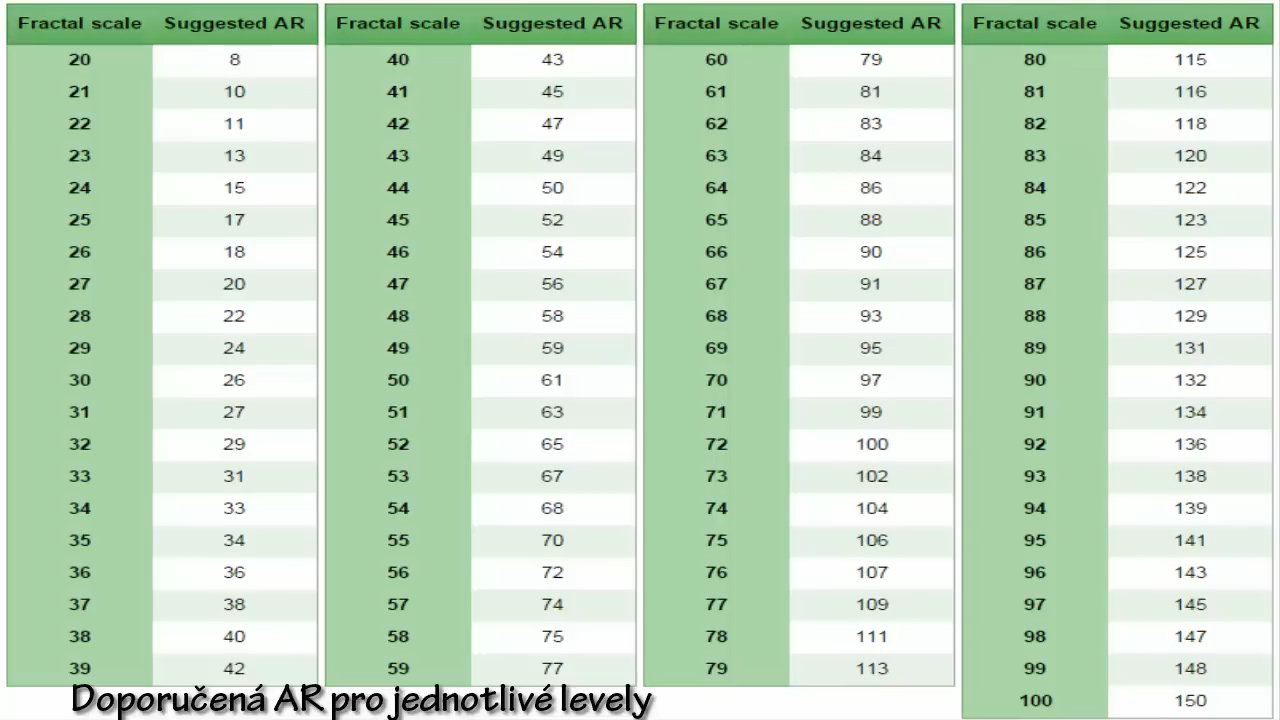 Fractal scale Suggested AR Fractal scale Suggested AR Fractal scale Suggested AR Fractal scale Suggested AR
20 8 40 43 60 79 80 115
21 10 41 45 61 81 81 116
22 11 42 47 62 83 82 118
23 13 43 49 63 84 83 120
24 15 44 50 64 86 84 122
25 17 45 52 65 88 85 123
26 18 46 54 66 90 86 125
27 20 47 56 67 91 87 127
28 22 48 58 68 93 88 129
29 24 49 59 69 95 89 131
30 26 50 61 70 97 90 132
31 27 51 63 71 99 91 134
32 29 52 65 72 100 92 136
33 31 53 67 73 102 93 138
34 33 54 68 74 104 94 139
35 34 55 70 75 106 95 141
36 36 56 72 76 107 96 143
37 38 57 74 77 109 97 145
38 40 58 75 78 111 98 147
39 42 59 77 79 113 99 148
100 150
Doporučená AR pro jednotlivé levely